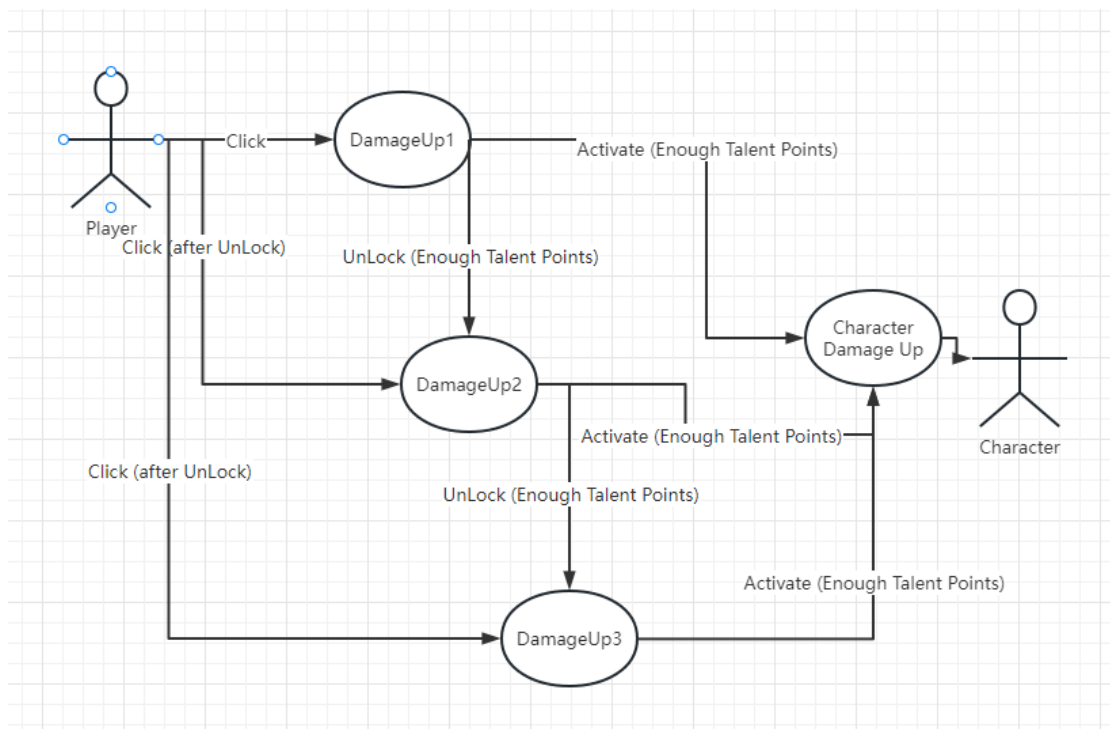 Click
DamageUp1
Activate (Enough Talent Points)
Player
Click (after UnLock)
UnLock (Enough Talent Points)
Character
Damage Up
DamageUp2
Activate (Enough Talent Points)
Character
Click (after UnLock)
UnLock (Enough Talent Points)
Activate (Enough Talent Points)
DamageUp3